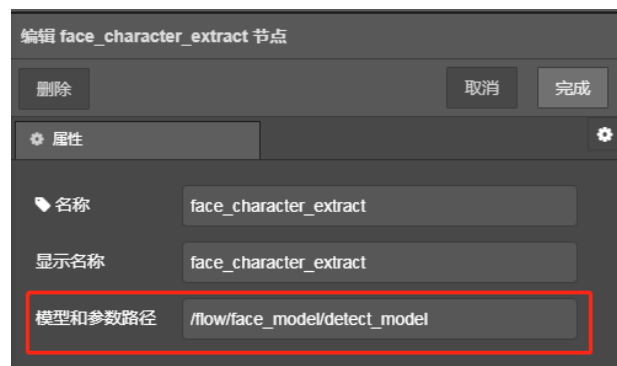 编辑 face_character_extract 节点
删除 取消 完成
属性
名称 face_character_extract
显示名称 face_character_extract
模型和参数路径 /flow/face_model/detect_model